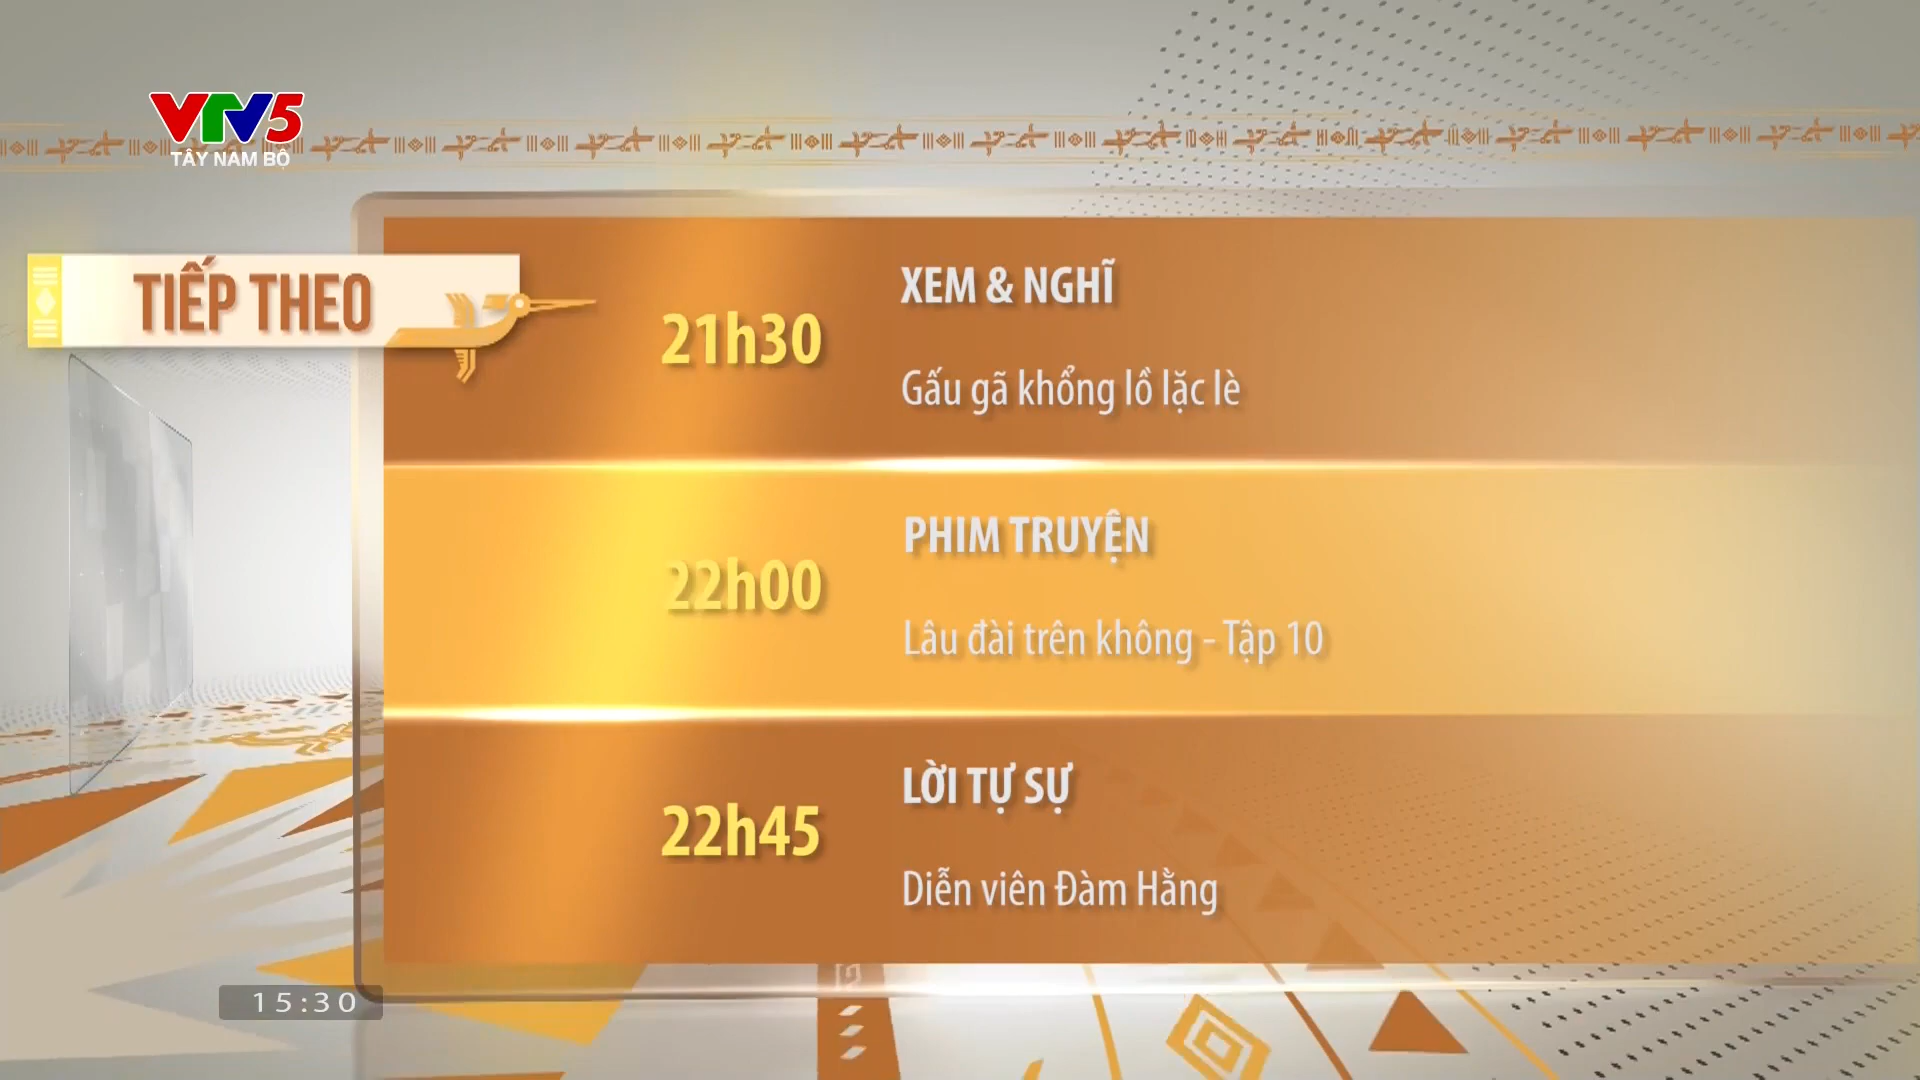 VTV5
TÂY NAM BỘ
TIẾP THEO
21h30
XEM & NGHĨ
Gấu gã khổng lồ lặc lè
22h00
PHIM TRUYỆN
Lâu đài trên không - Tập 10
22h45
LỜI TỰ SỰ
Diễn viên Đàm Hằng
15:30